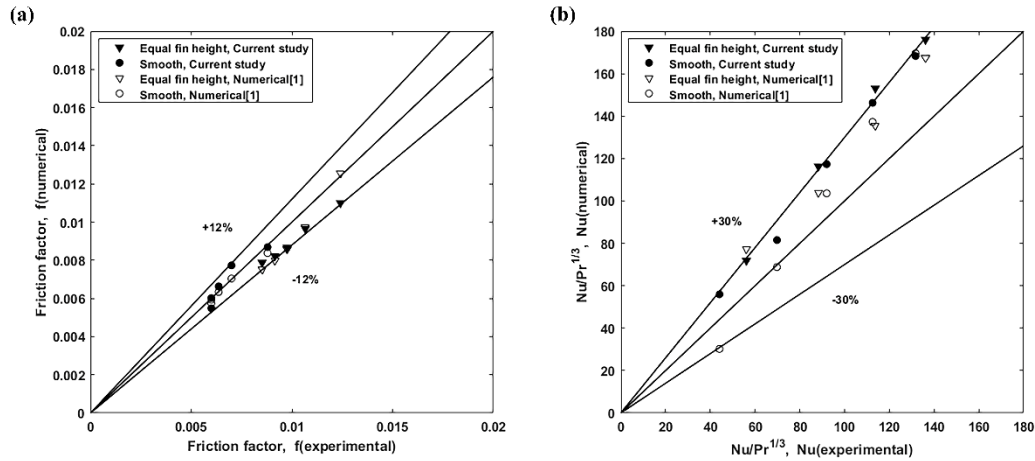 (a)
0.02
0.018
0.016
0.014
0.012
0.01
0.008
0.006
0.004
0.002
0
Friction factor, f(numerical)
Equal fin height, Current study
Smooth, Current study
Equal fin height, Numerical[1]
Smooth, Numerical[1]
+12%
-12%
0 0.005 0.01 0.015 0.02
Friction factor, f(experimental)
(b)
180
160
140
120
100
80
60
40
20
0
Nu/Pr^1/3, Nu(numerical)
Equal fin height, Current study
Smooth, Current study
Equal fin height, Numerical[1]
Smooth, Numerical[1]
+30%
-30%
0 20 40 60 80 100 120 140 160 180
Nu/Pr^1/3, Nu(experimental)